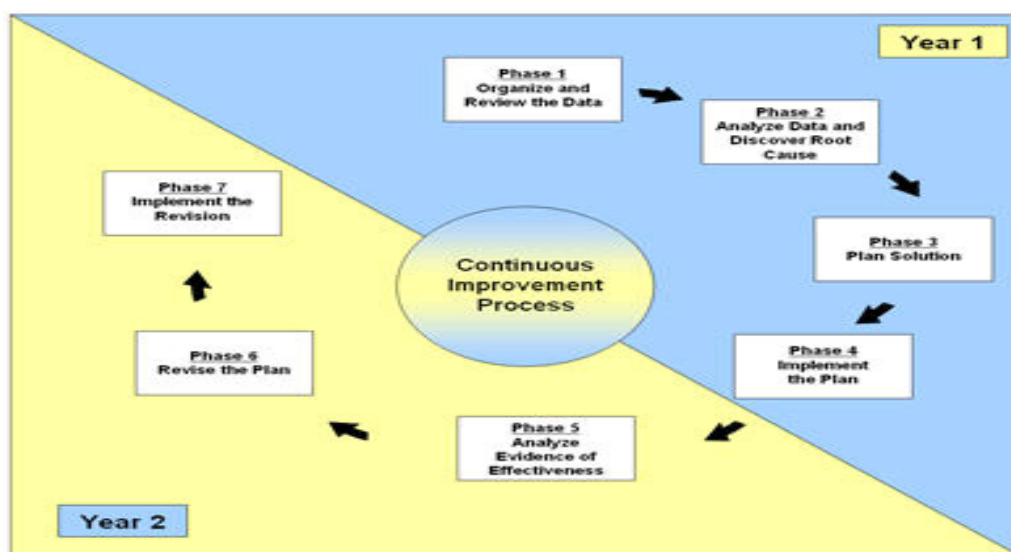 Year 1
Phase 1
Organize and
Review the Data
Phase 2
Analyze Data and
Discover Root
Cause
Phase 3
Plan Solution
Phase 4
Implement
the Plan
Phase 5
Analyze
Evidence of
Effectiveness
Phase 6
Revise the Plan
Phase 7
Implement the
Revision
Continuous
Improvement
Process
Year 2